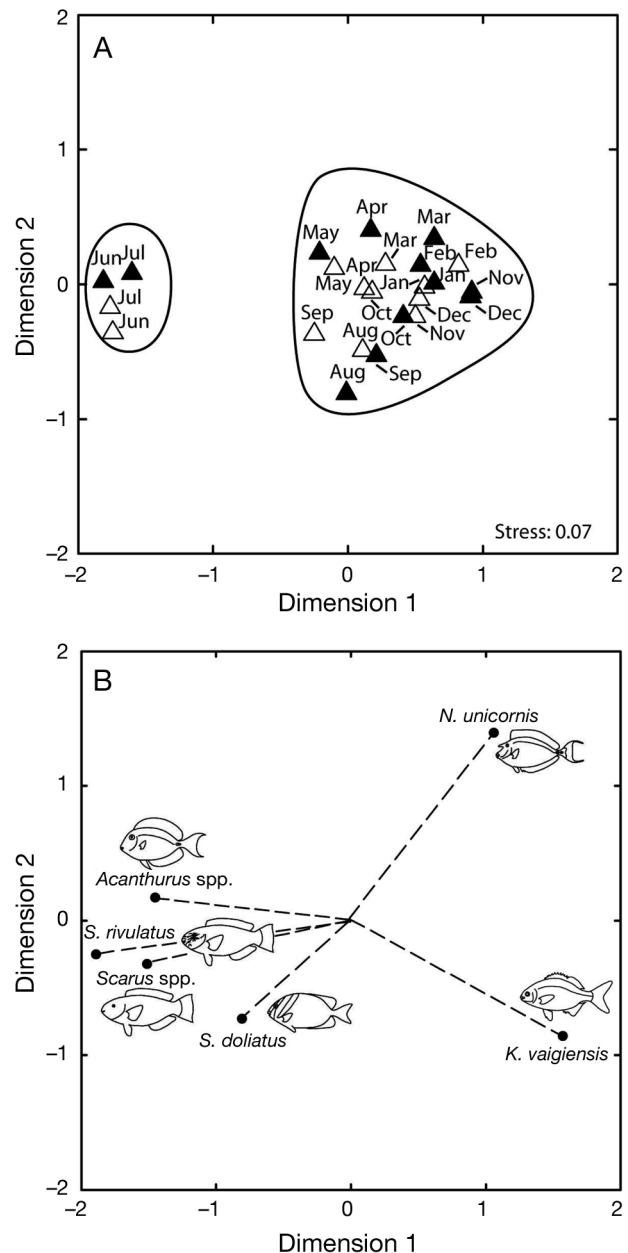 A
2
1
0
−1
−2
Dimension 2
Apr
Mar
May
Mar
Feb
Feb
Jun
Jul
Apr
Jan
Jan
Nov
May
Jul
Jun
Sep
Oct
Dec
Dec
Aug
Oct
Nov
Aug
Sep
Stress: 0.07
−2
−1
0
1
2
Dimension 1
B
2
1
0
−1
−2
Dimension 2
N. unicornis
Acanthurus spp.
S. rivulatus
Scarus spp.
S. doliatus
K. vaigiensis
−2
−1
0
1
2
Dimension 1